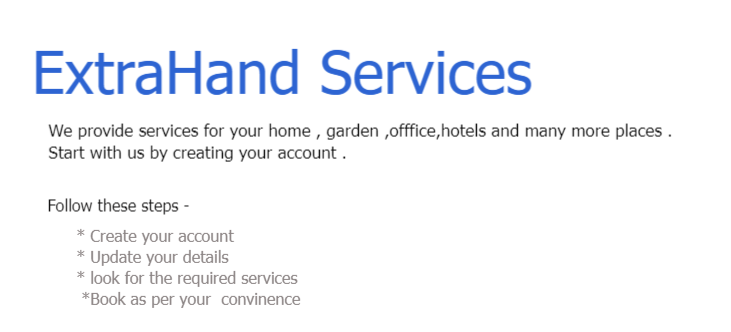 ExtraHand Services
We provide services for your home , garden ,offfice,hotels and many more places .
Start with us by creating your account .
Follow these steps -
* Create your account
* Update your details
* look for the required services
*Book as per your  convinence